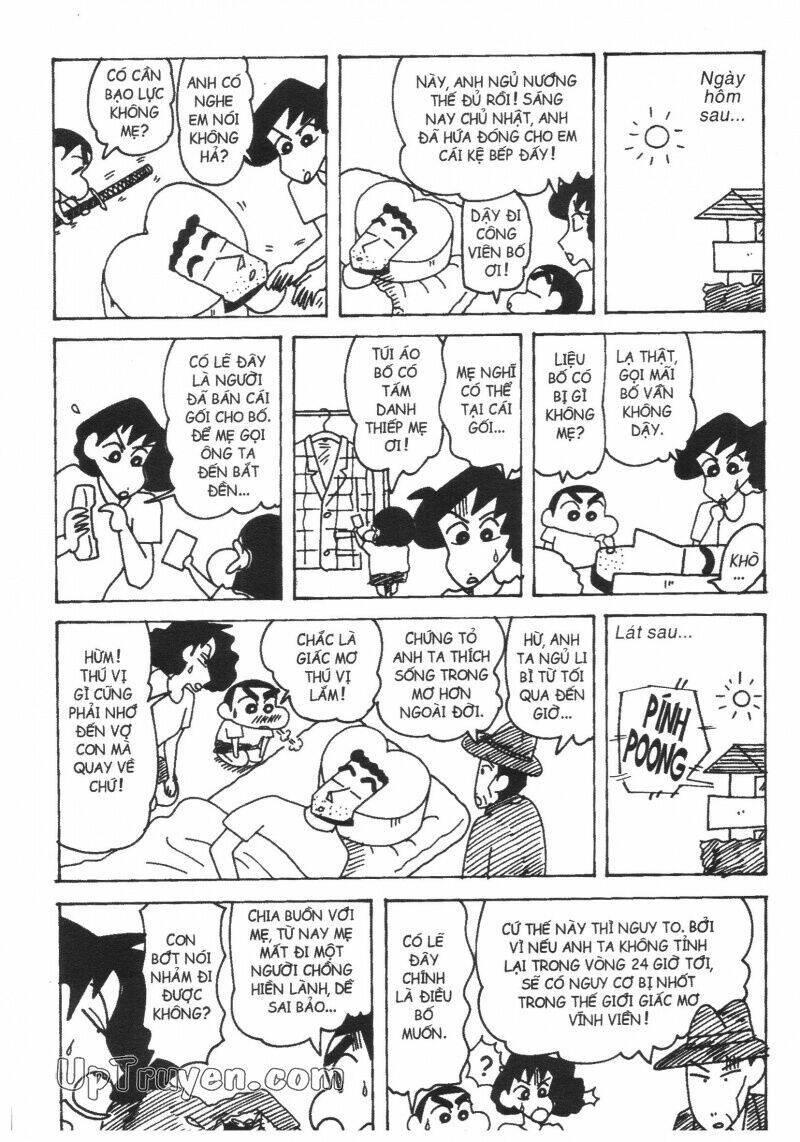 Ngày
hôm
sau...
NÀY, ANH NGỦ NƯỚNG
THẾ ĐỦ RỒI! SÁNG
NAY CHỦ NHẬT, ANH
ĐÃ HỨA ĐÓNG CHO EM
CÁI KỆ BẾP ĐẤY!
DẬY ĐI
CÔNG
VIÊN BỐ
ƠI!
ANH CÓ
NGHE
EM NÓI
KHÔNG
HẢ?
CÓ CẦN
BẠO LỰC
KHÔNG
MẸ?
LẠ THẬT,
GỌI MÃI
BỐ VẪN
KHÔNG
DẬY.
LIỆU
BỐ CÓ
BỊ GÌ
KHÔNG
MẸ?
KHÒ
...
MẸ NGHĨ
CÓ THỂ
TẠI CÁI
GỐI...
TÚI ÁO
BỐ CÓ
TẤM
DANH
THIẾP MẸ
ƠI!
CÓ LẼ ĐÂY
LÀ NGƯỜI
ĐÃ BÁN CÁI
GỐI CHO BỐ.
ĐỂ MẸ GỌI
ÔNG TA
ĐẾN BẮT
ĐỀN...
Lát sau...
PÍNH
POONG
HỪ, ANH
TA NGỦ LI
BÌ TỪ TỐI
QUA ĐẾN
GIỜ...
CHỨNG TỎ
ANH TA THÍCH
SỐNG TRONG
MƠ HƠN
NGOÀI ĐỜI.
CHẮC LÀ
GIẤC MƠ
THÚ VỊ
LẮM!
HỪM!
THÚ VỊ
GÌ CŨNG
PHẢI NHỚ
ĐẾN VỢ
CON MÀ
QUAY VỀ
CHỨ!
CỨ THẾ NÀY THÌ NGUY TO. BỞI
VÌ NẾU ANH TA KHÔNG TỈNH
LẠI TRONG VÒNG 24 GIỜ TỚI,
SẼ CÓ NGUY CƠ BỊ NHỐT
TRONG THẾ GIỚI GIẤC MƠ
VĨNH VIỄN!
CÓ LẼ
ĐÂY
CHÍNH
LÀ ĐIỀU
BỐ
MUỐN.
?
CHIA BUỒN VỚI
MẸ, TỪ NAY MẸ
MẤT ĐI MỘT
NGƯỜI CHỒNG
HIỀN LÀNH, DỄ
SAI BẢO...
CON
BỚT NÓI
NHẢM ĐI
ĐƯỢC
KHÔNG?
UpTruyen.com